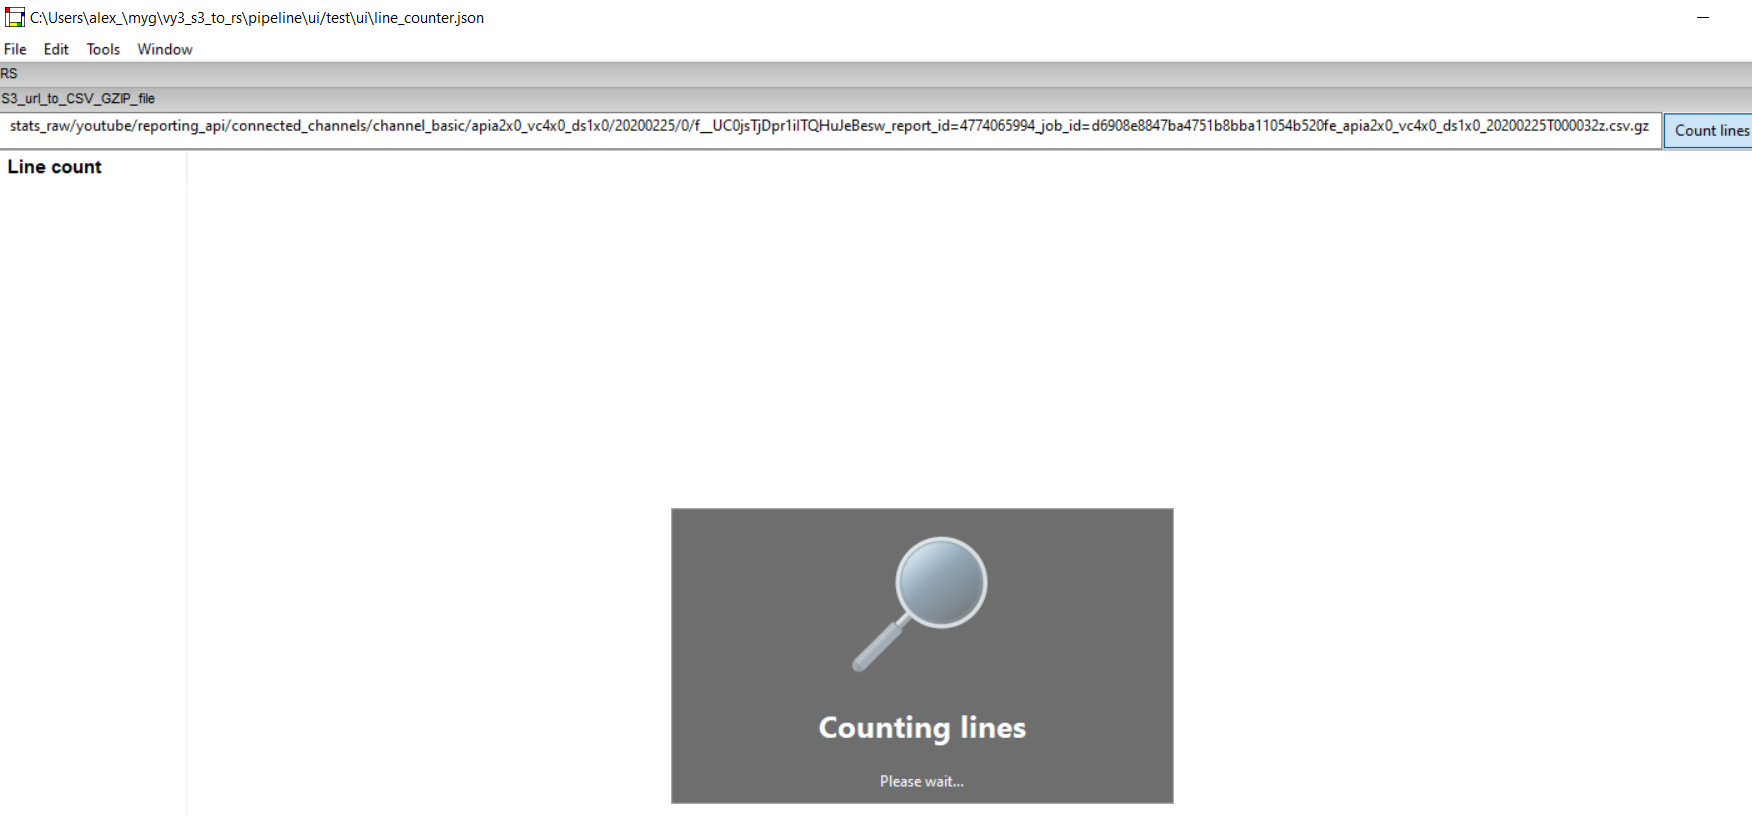 C:\Users\alex_\myg\vy3_s3_to_rs\pipeline\ui/test\ui\line_counter.json
File Edit Tools Window
RS
S3_url_to_CSV_GZIP_file
stats_raw/youtube/reporting_api/connected_channels/channel_basic/apia2x0_vc4x0_ds1x0/20200225/0/f__UC0jsTjDpr1iITQHuJeBesw_report_id=4774065994_job_id=d6908e8847ba4751b8bba11054b520fe_apia2x0_vc4x0_ds1x0_20200225T000032z.csv.gz Count lines
Line count
Counting lines
Please wait...